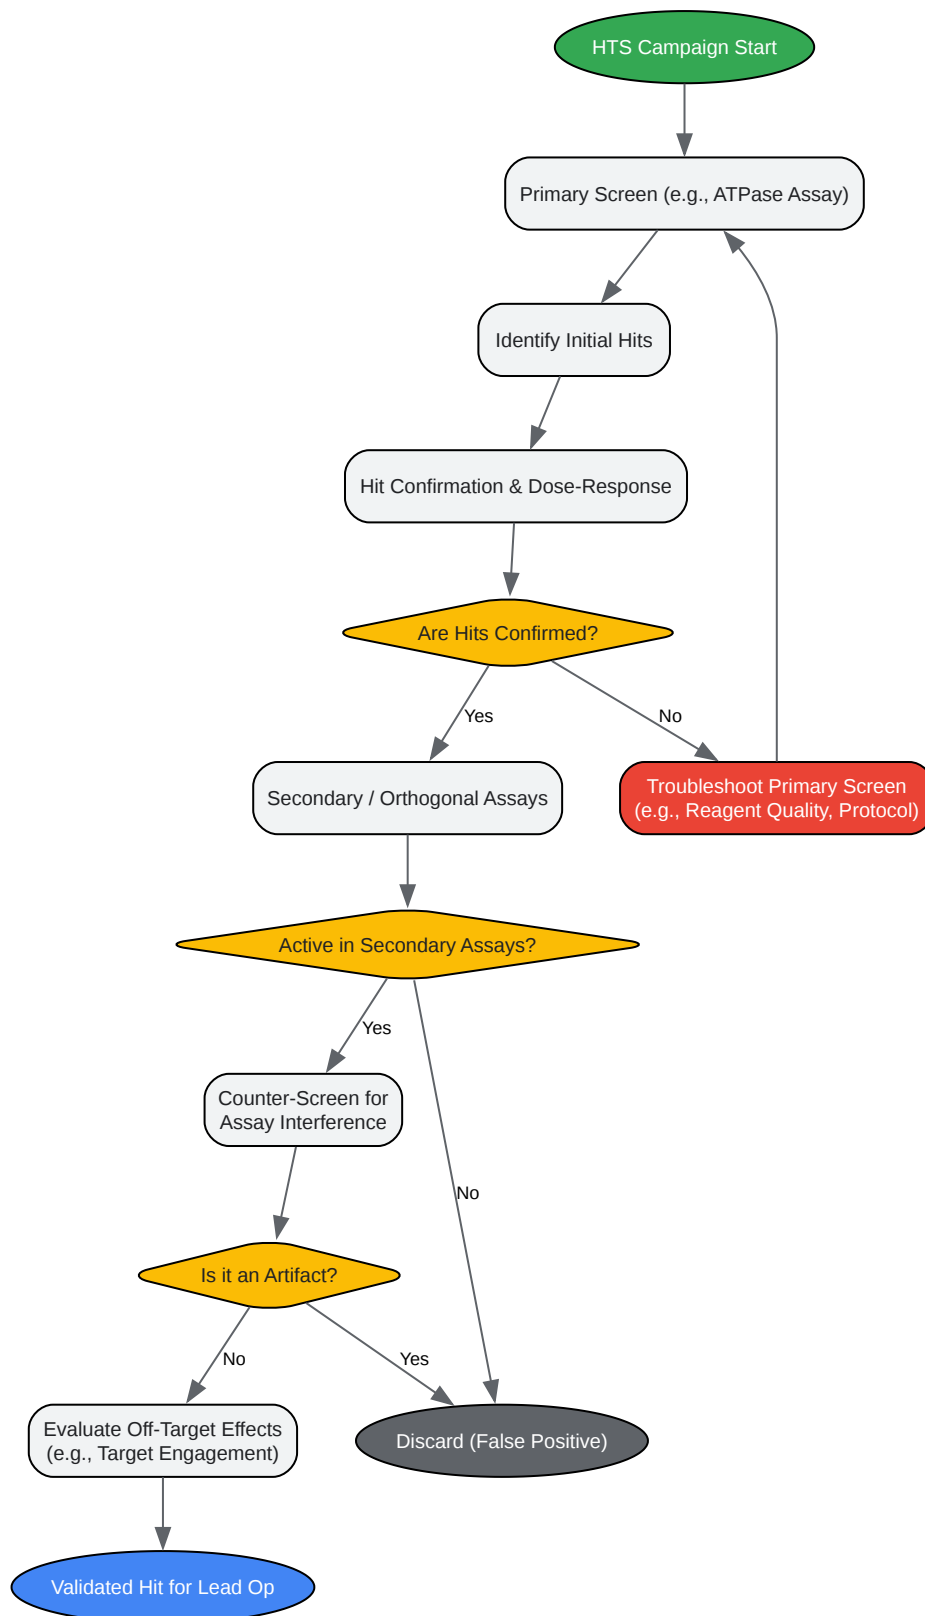 HTS Campaign Start
Primary Screen (e.g., ATPase Assay)
Identify Initial Hits
Hit Confirmation & Dose-Response
Are Hits Confirmed?
Yes
No
Secondary / Orthogonal Assays
Troubleshoot Primary Screen
(e.g., Reagent Quality, Protocol)
Active in Secondary Assays?
Yes
Counter-Screen for
Assay Interference
No
Is it an Artifact?
No
Yes
Evaluate Off-Target Effects
(e.g., Target Engagement)
Discard (False Positive)
Validated Hit for Lead Op